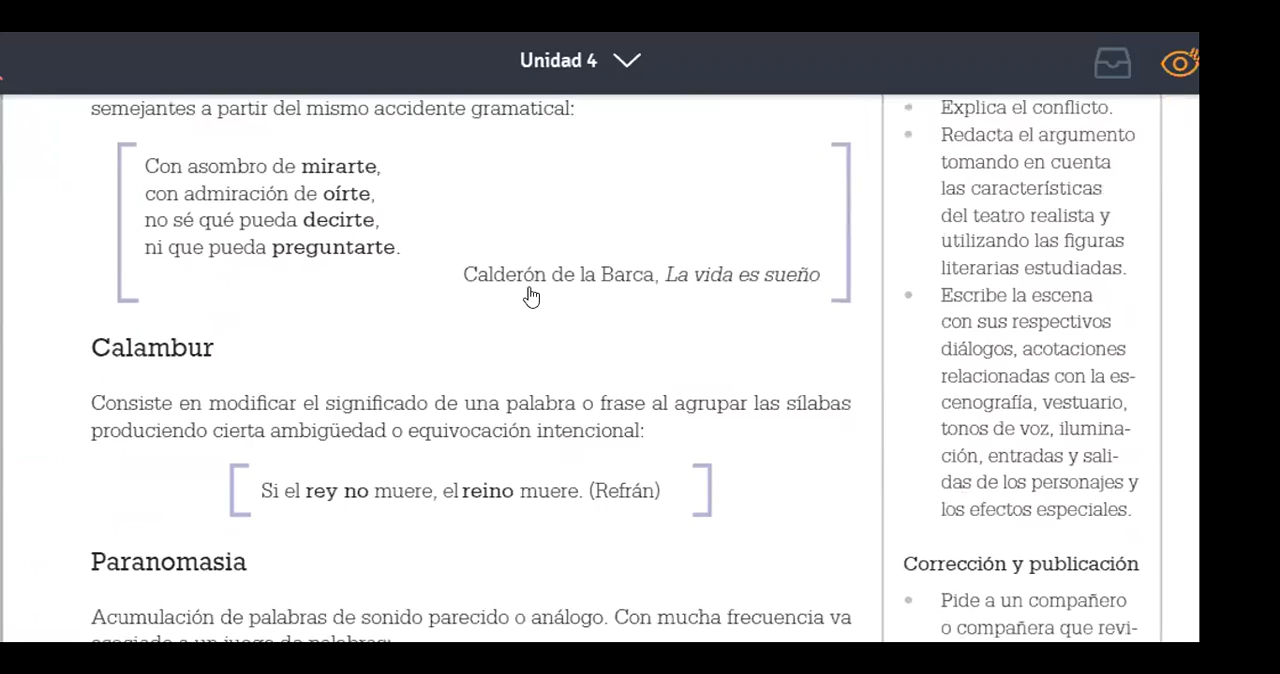 Unidad 4
semejantes a partir del mismo accidente gramatical:
Con asombro de mirarte,
con admiración de oírte,
no sé qué pueda decirte,
ni que pueda preguntarte.
Calderón de la Barca, La vida es sueño
Calambur
Consiste en modificar el significado de una palabra o frase al agrupar las sílabas
produciendo cierta ambigüedad o equivocación intencional:
Si el rey no muere, el reino muere. (Refrán)
Paranomasia
Acumulación de palabras de sonido parecido o análogo. Con mucha frecuencia va
asociada a un juego de palabras:
Explica el conflicto.
Redacta el argumento
tomando en cuenta
las características
del teatro realista y
utilizando las figuras
literarias estudiadas.
Escribe la escena
con sus respectivos
diálogos, acotaciones
relacionadas con la es-
cenografía, vestuario,
tonos de voz, ilumina-
ción, entradas y sali-
das de los personajes y
los efectos especiales.
Corrección y publicación
Pide a un compañero
o compañera que revi-